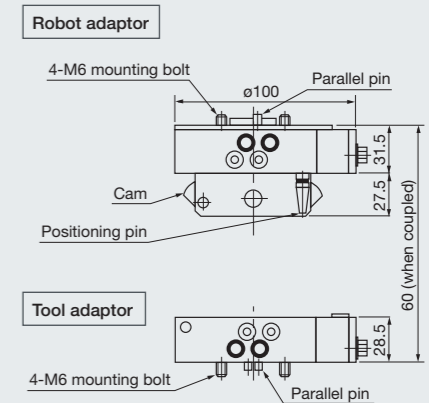 Robot adaptor
4-M6 mounting bolt
Parallel pin
ø100
31.5
27.5
Cam
Positioning pin
60 (when coupled)
Tool adaptor
28.5
4-M6 mounting bolt
Parallel pin